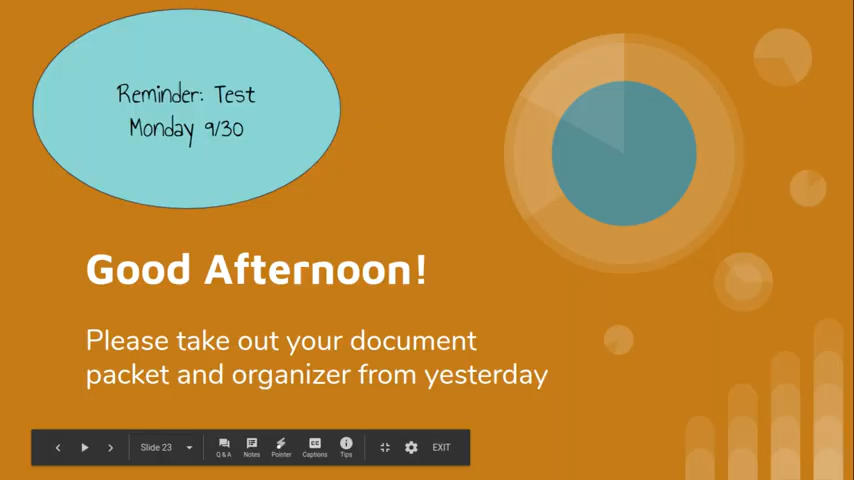 Reminder: Test
Monday 9/30
Good Afternoon!
Please take out your document
packet and organizer from yesterday
Slide 23
Q & A
Notes
Pointer
CC
Captions
Tips
EXIT